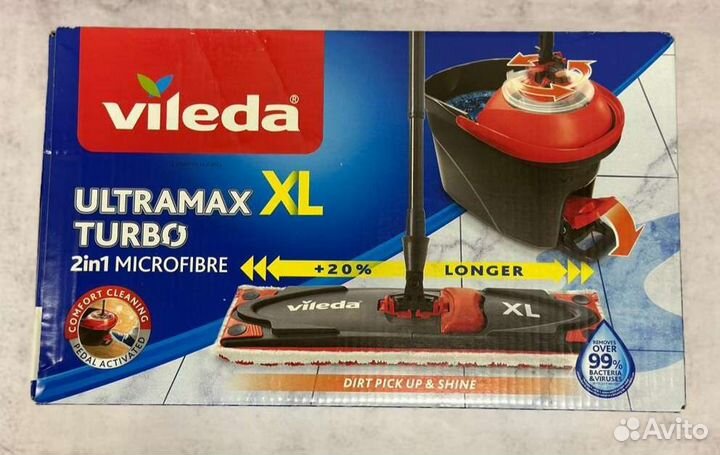 vileda®
ULTRAMAX XL
TURBO
2in1 MICROFIBRE
+20% LONGER
COMFORT CLEANING
PEDAL ACTIVATED
vileda XL
REMOVES
OVER
99%
BACTERIA
& VIRUSES
DIRT PICK UP & SHINE
Avito